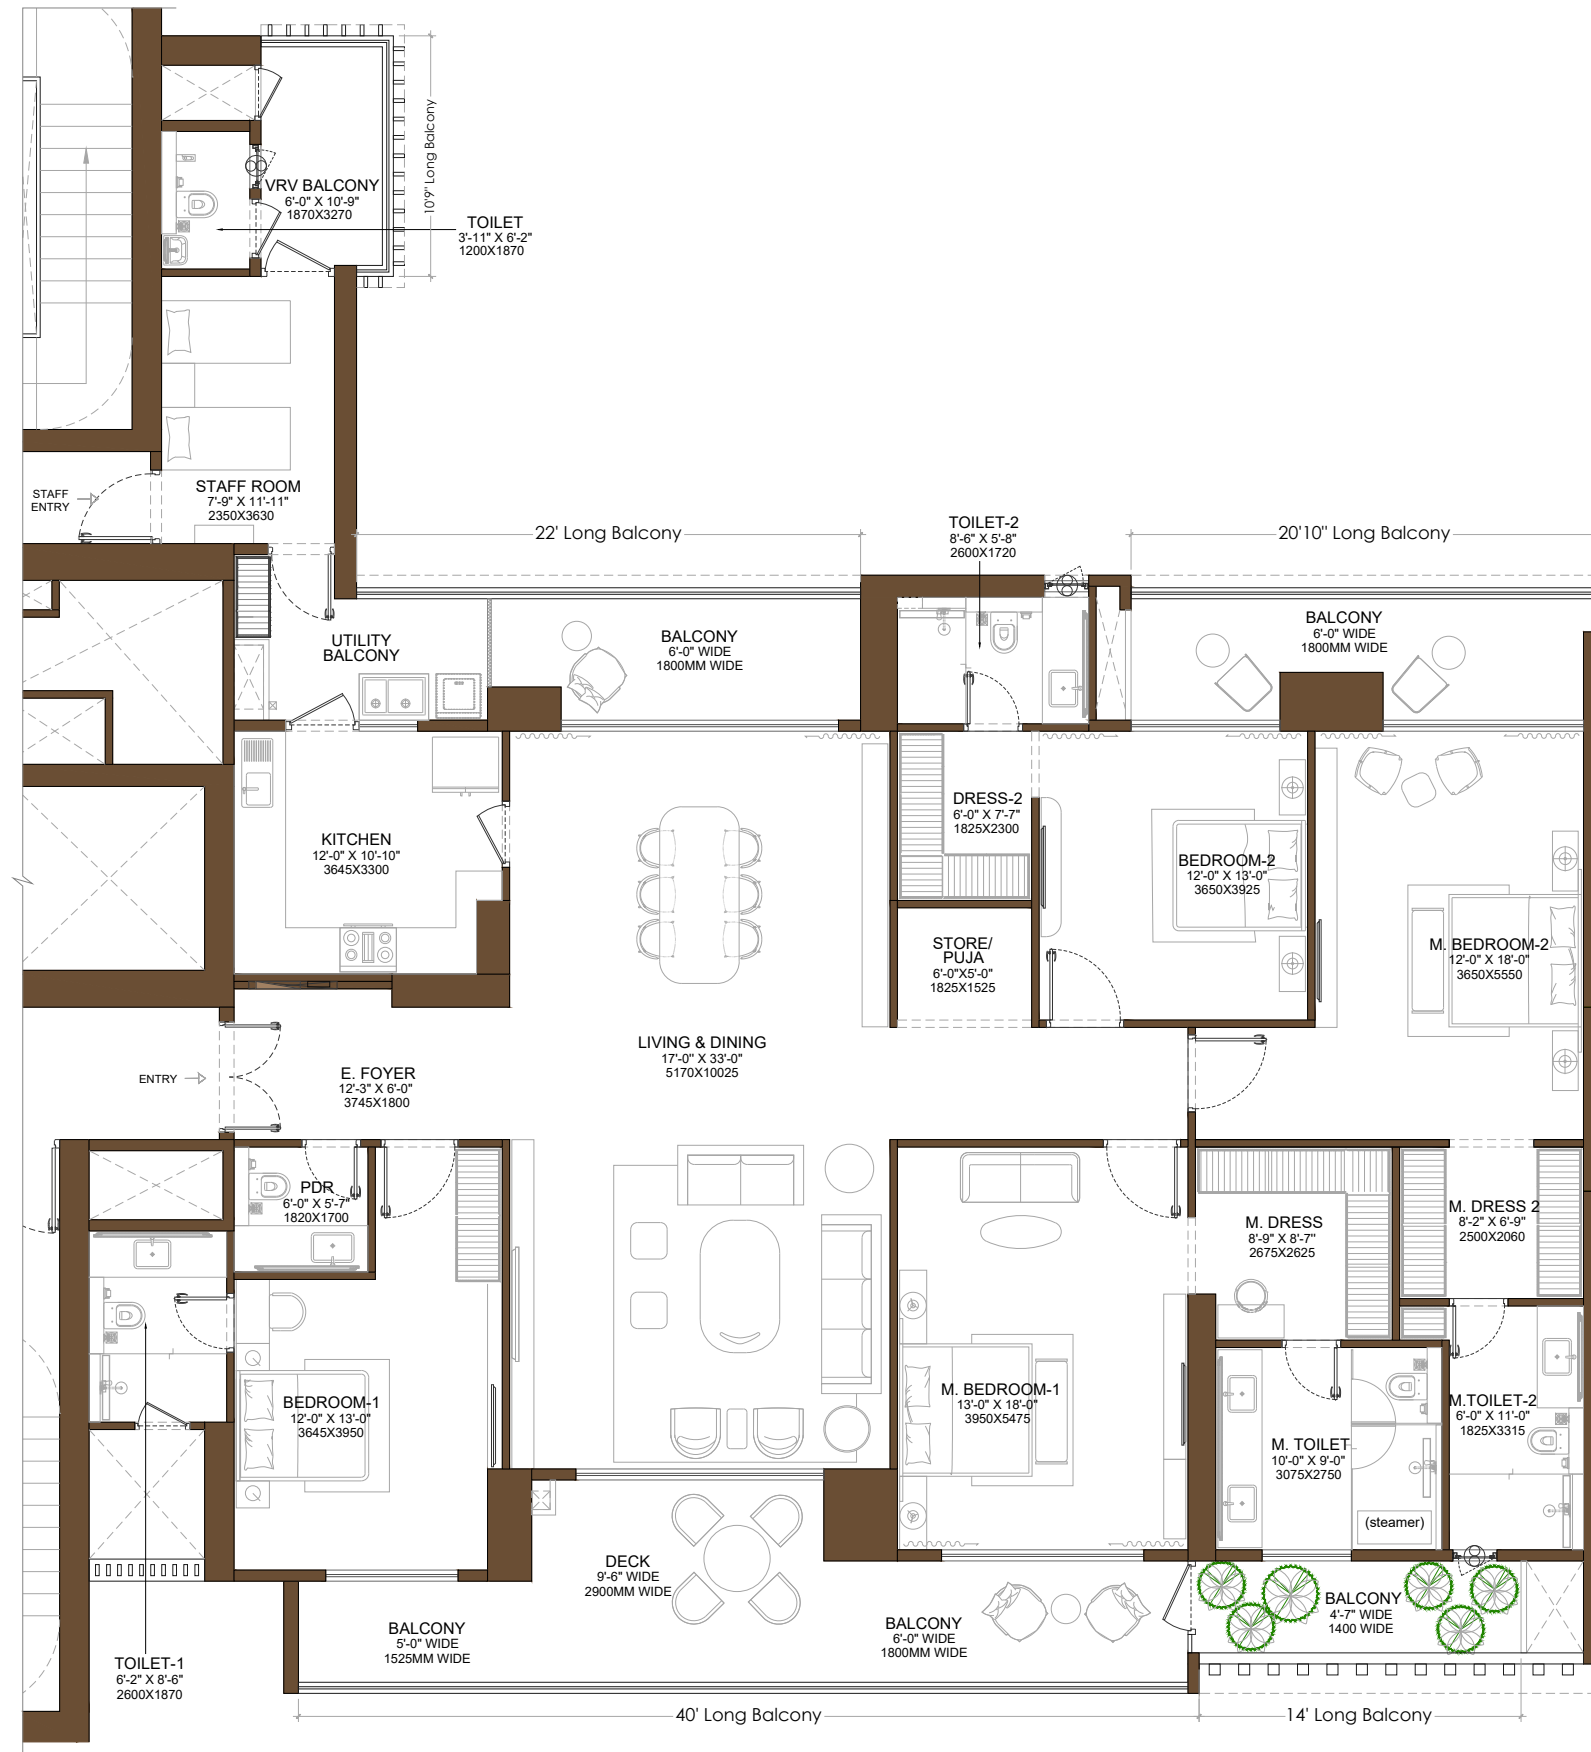 10'9" Long Balcony
VRV BALCONY
6'-0" X 10'-9"
1870X3270
TOILET
3'-11" X 6'-2"
1200X1870
STAFF
ENTRY
STAFF ROOM
7'-9" X 11'-11"
2350X3630
22' Long Balcony
TOILET-2
8'-6" X 5'-8"
2600X1720
20'10" Long Balcony
UTILITY
BALCONY
BALCONY
6'-0" WIDE
1800MM WIDE
BALCONY
6'-0" WIDE
1800MM WIDE
KITCHEN
12'-0" X 10'-10"
3645X3300
DRESS-2
6'-0" X 7'-7"
1825X2300
BEDROOM-2
12'-0" X 13'-0"
3650X3925
STORE/
PUJA
6'-0"X5'-0"
1825X1525
M. BEDROOM-2
12'-0" X 18'-0"
3650X5550
LIVING & DINING
17'-0" X 33'-0"
5170X10025
ENTRY
E. FOYER
12'-3" X 6'-0"
3745X1800
PDR
6'-0" X 5'-7"
1820X1700
M. DRESS
8'-9" X 8'-7"
2675X2625
M. DRESS 2
8'-2" X 6'-9"
2500X2060
BEDROOM-1
12'-0" X 13'-0"
3645X3950
M. BEDROOM-1
13'-0" X 18'-0"
3950X5475
M.TOILET-2
6'-0" X 11'-0"
1825X3315
M. TOILET
10'-0" X 9'-0"
3075X2750
(steamer)
DECK
9'-6" WIDE
2900MM WIDE
BALCONY
5'-0" WIDE
1525MM WIDE
BALCONY
6'-0" WIDE
1800MM WIDE
BALCONY
4'-7" WIDE
1400 WIDE
TOILET-1
6'-2" X 8'-6"
2600X1870
40' Long Balcony
14' Long Balcony